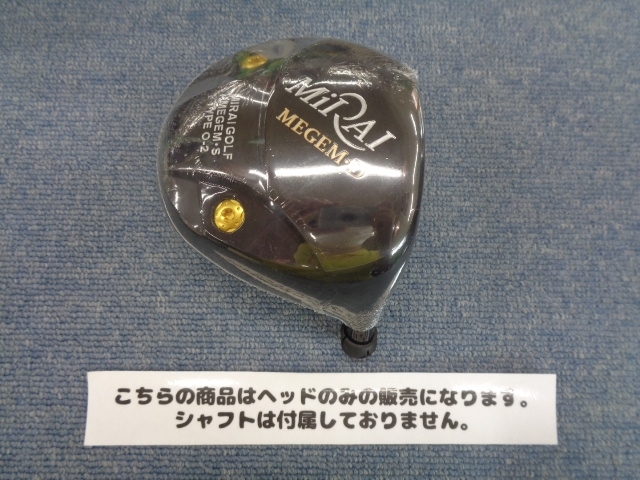 MiRAI
MEGEM-D
MIRAI GOLF
MEGEM・S
TYPE O-2
こちらの商品はヘッドのみの販売になります。
シャフトは付属しておりません。